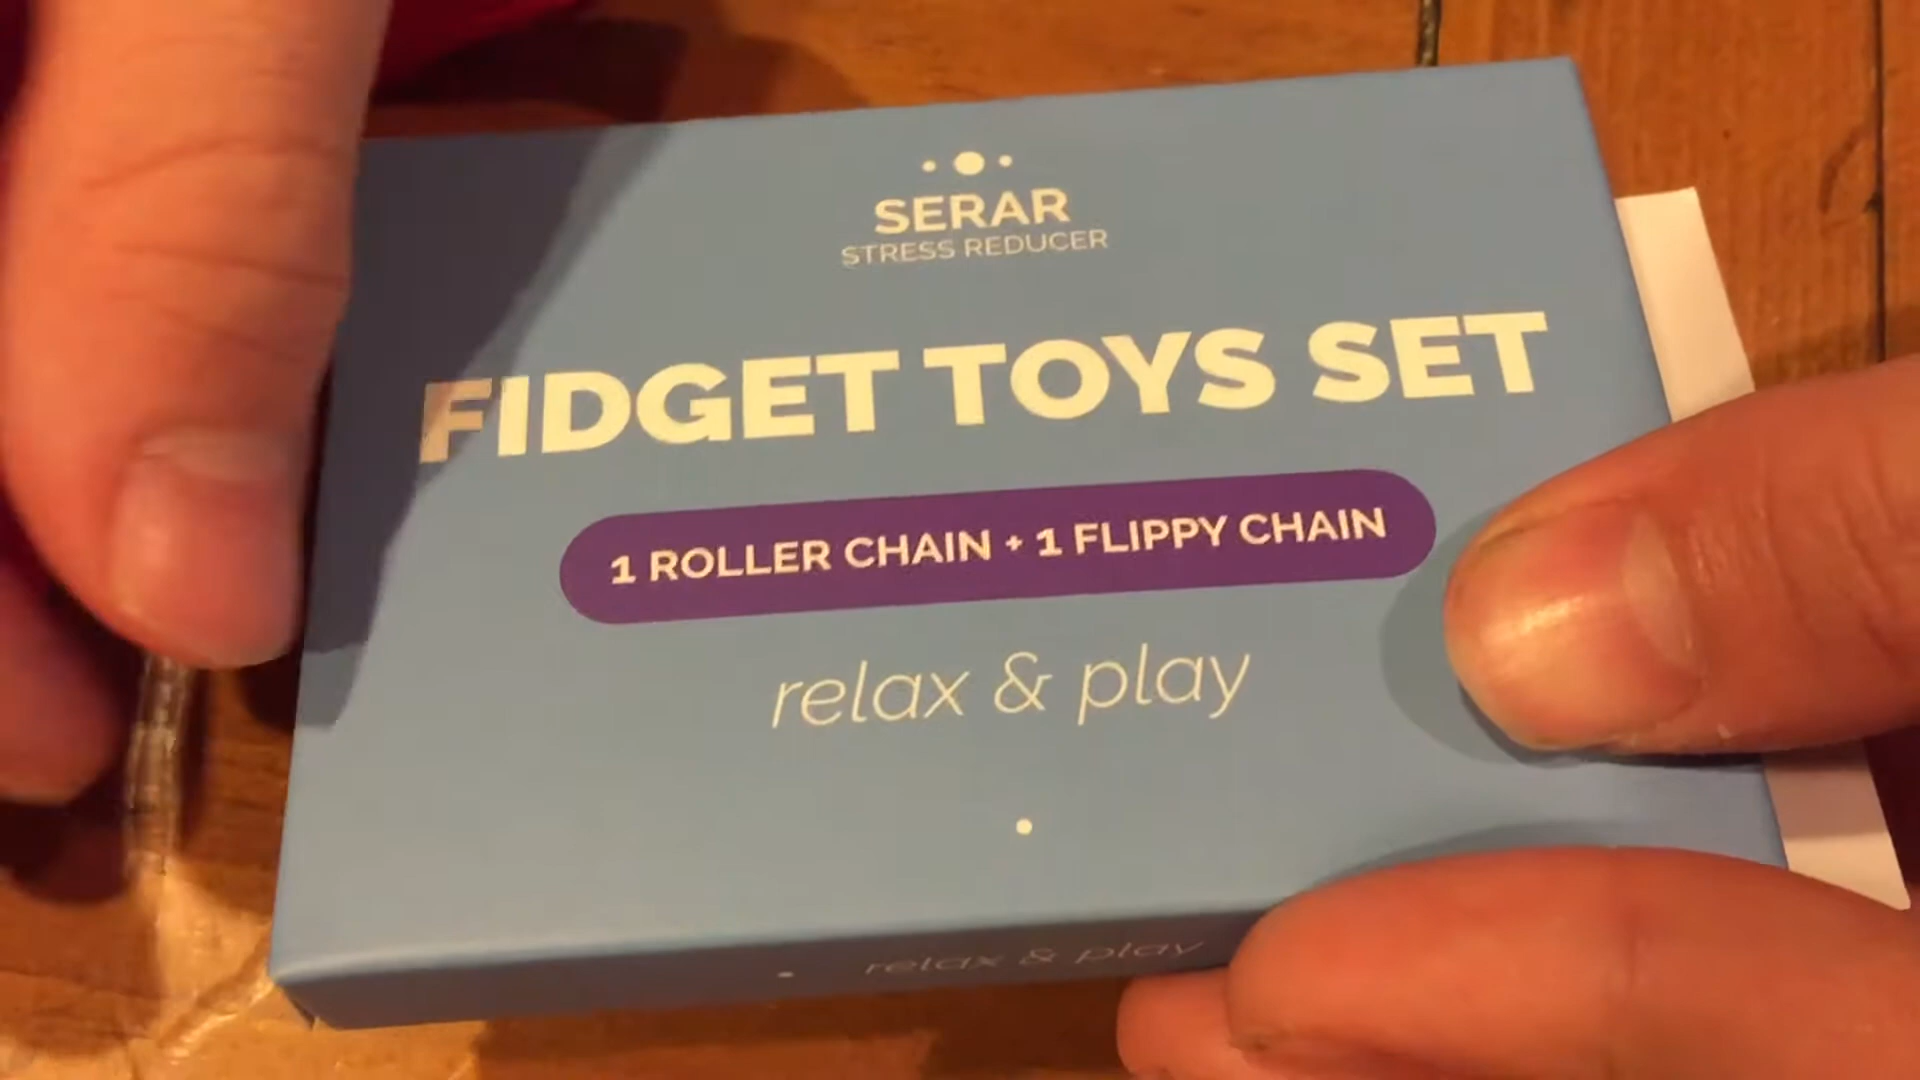 SERAR
STRESS REDUCER
FIDGET TOYS SET
1 ROLLER CHAIN + 1 FLIPPY CHAIN
relax & play
relax & play